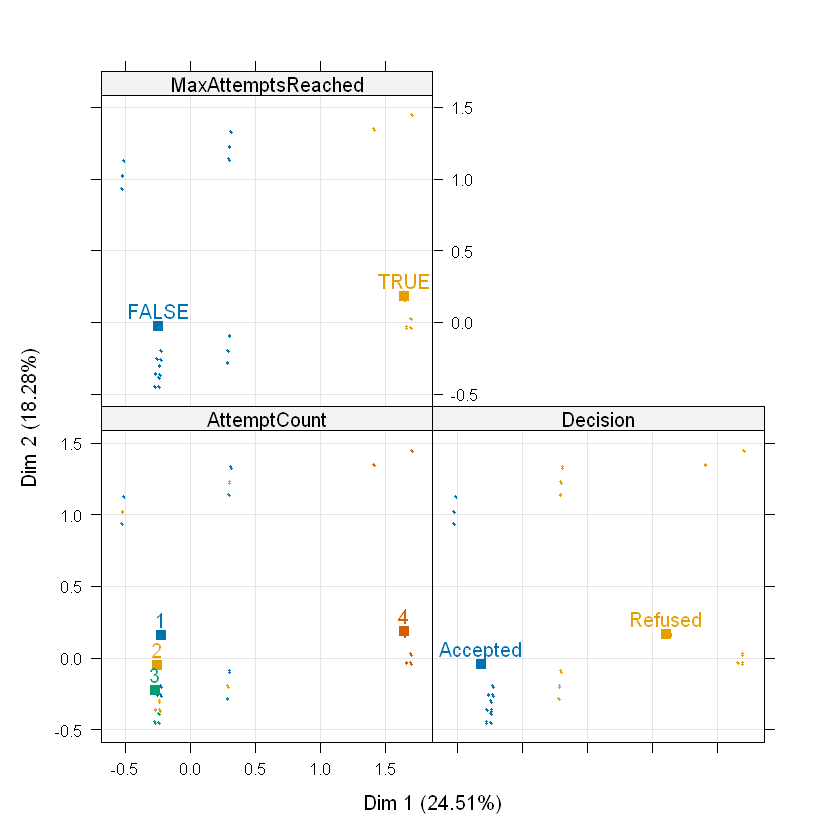 MaxAttemptsReached
1.5
1.0
TRUE
0.5
FALSE
0.0
-0.5
AttemptCount
Decision
1.5
1.0
0.5
1
4
Refused
2
Accepted
0.0
3
-0.5
-0.5 0.0 0.5 1.0 1.5
Dim 2 (18.28%)
Dim 1 (24.51%)